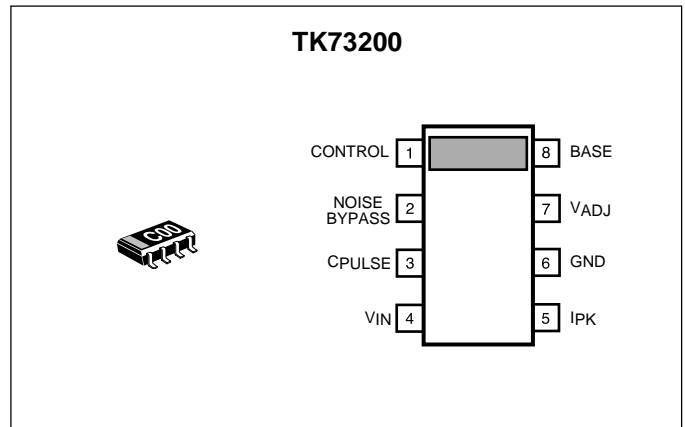 TK73200
CONTROL 1 8 BASE
NOISE
BYPASS 2 7 VADJ
CPULSE 3 6 GND
VIN 4 5 IPK
C00